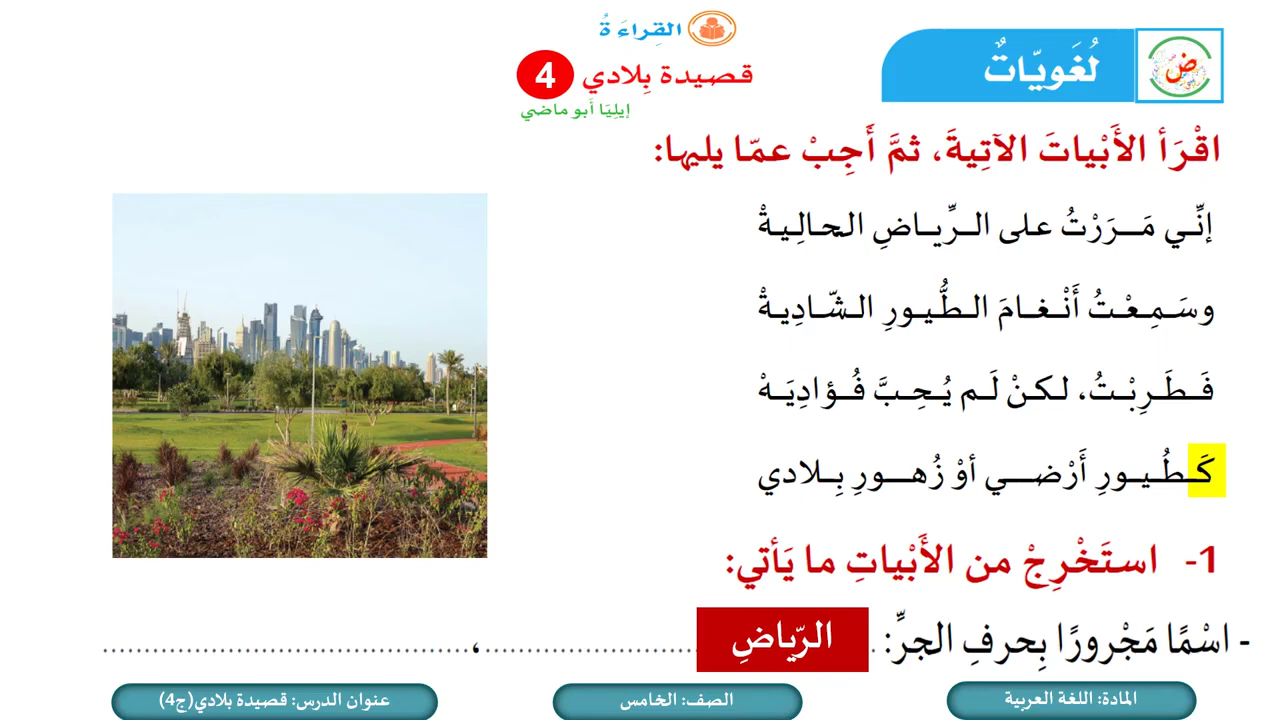 القِراءَةُ
لُغَويّاتٌ
ض
قصيدة بِلادي 4
إيلِيَا أَبو ماضي
اقْرَأ الأَبْياتَ الآتِيةَ، ثمَّ أَجِبْ عمّا يليها:
إنِّي مَرَرْتُ على الرِّياضِ الحالِيةْ
وسَمِعْتُ أَنْغامَ الطُّيورِ الشّادِيةْ
فَطَرِبْتُ، لكنْ لَم يُحِبَّ فُؤادِيَهْ
كَطُيورِ أَرْضي أوْ زُهورِ بِلادي
1- استَخْرِجْ من الأَبْياتِ ما يَأتي:
- اسْمًا مَجْرورًا بِحرفِ الجرِّ: الرّياضِ ..............................، ..............................................
المادة: اللغة العربية
الصف: الخامس
عنوان الدرس: قصيدة بلادي(ج4)